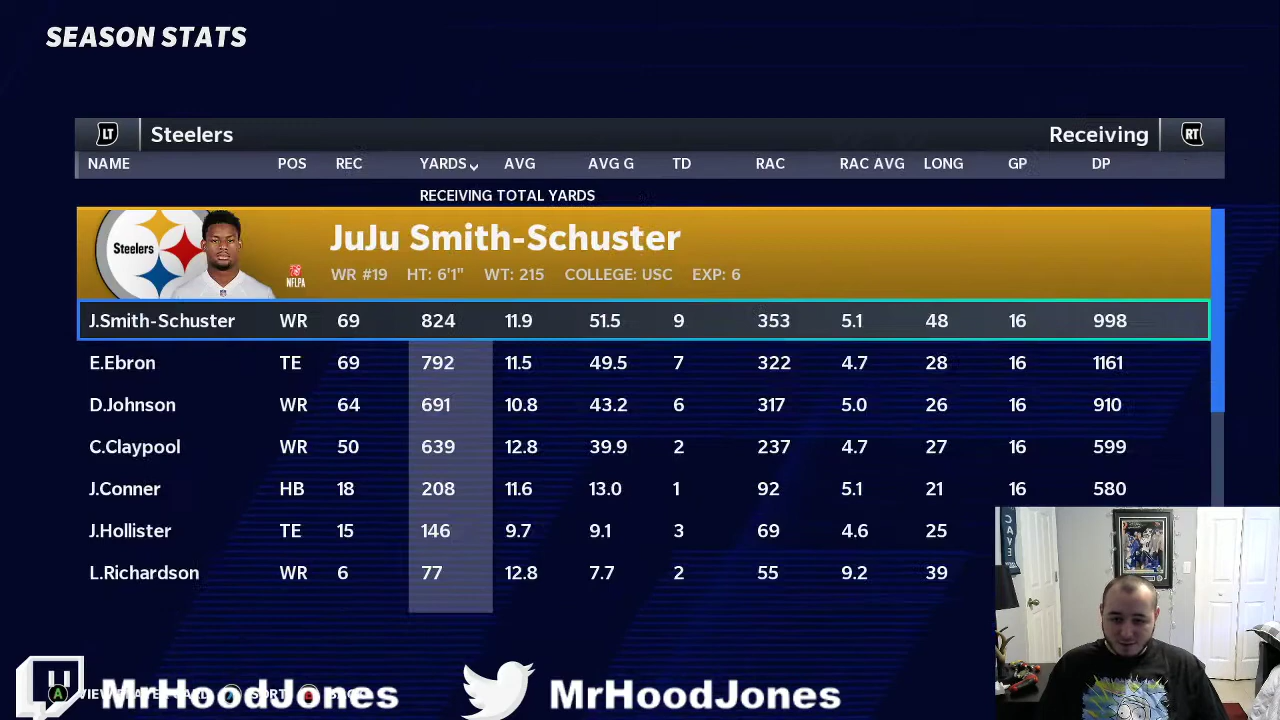 SEASON STATS
LT Steelers Receiving RT
NAME POS REC YARDS AVG AVG G TD RAC RAC AVG LONG GP DP
RECEIVING TOTAL YARDS
Steelers
NFLPA
JuJu Smith-Schuster
WR #19 HT: 6'1" WT: 215 COLLEGE: USC EXP: 6
J.Smith-Schuster WR 69 824 11.9 51.5 9 353 5.1 48 16 998
E.Ebron TE 69 792 11.5 49.5 7 322 4.7 28 16 1161
D.Johnson WR 64 691 10.8 43.2 6 317 5.0 26 16 910
C.Claypool WR 50 639 12.8 39.9 2 237 4.7 27 16 599
J.Conner HB 18 208 11.6 13.0 1 92 5.1 21 16 580
J.Hollister TE 15 146 9.7 9.1 3 69 4.6 25
L.Richardson WR 6 77 12.8 7.7 2 55 9.2 39
CAVE
A
MrHoodJones MrHoodJones